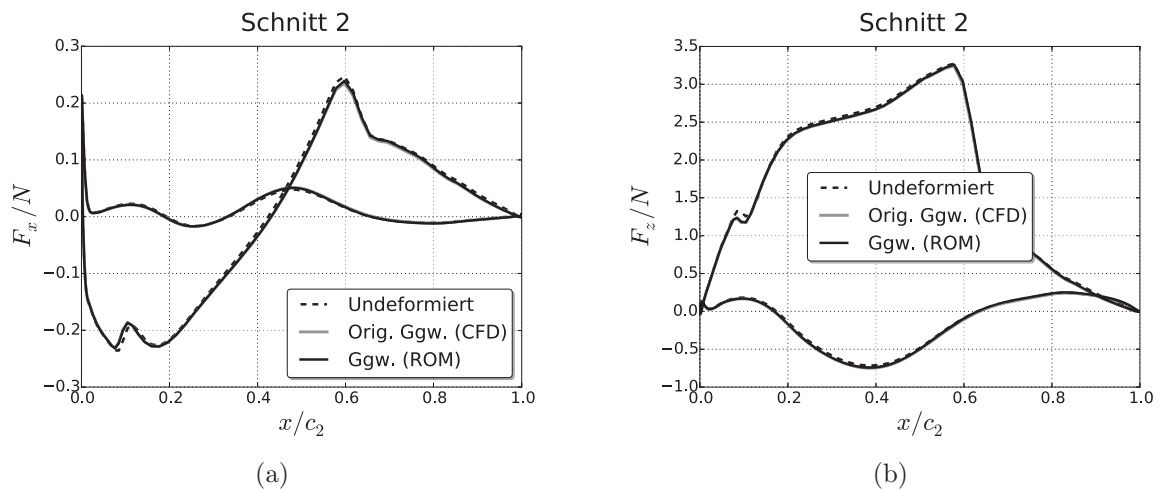 Schnitt 2
0.3
0.2
0.1
0.0
−0.1
−0.2
−0.3
F_x/N
0.0 0.2 0.4 0.6 0.8 1.0
x/c_2
Undeformiert
Orig. Ggw. (CFD)
Ggw. (ROM)
(a)
Schnitt 2
3.5
3.0
2.5
2.0
1.5
1.0
0.5
0.0
−0.5
−1.0
F_z/N
0.0 0.2 0.4 0.6 0.8 1.0
x/c_2
Undeformiert
Orig. Ggw. (CFD)
Ggw. (ROM)
(b)